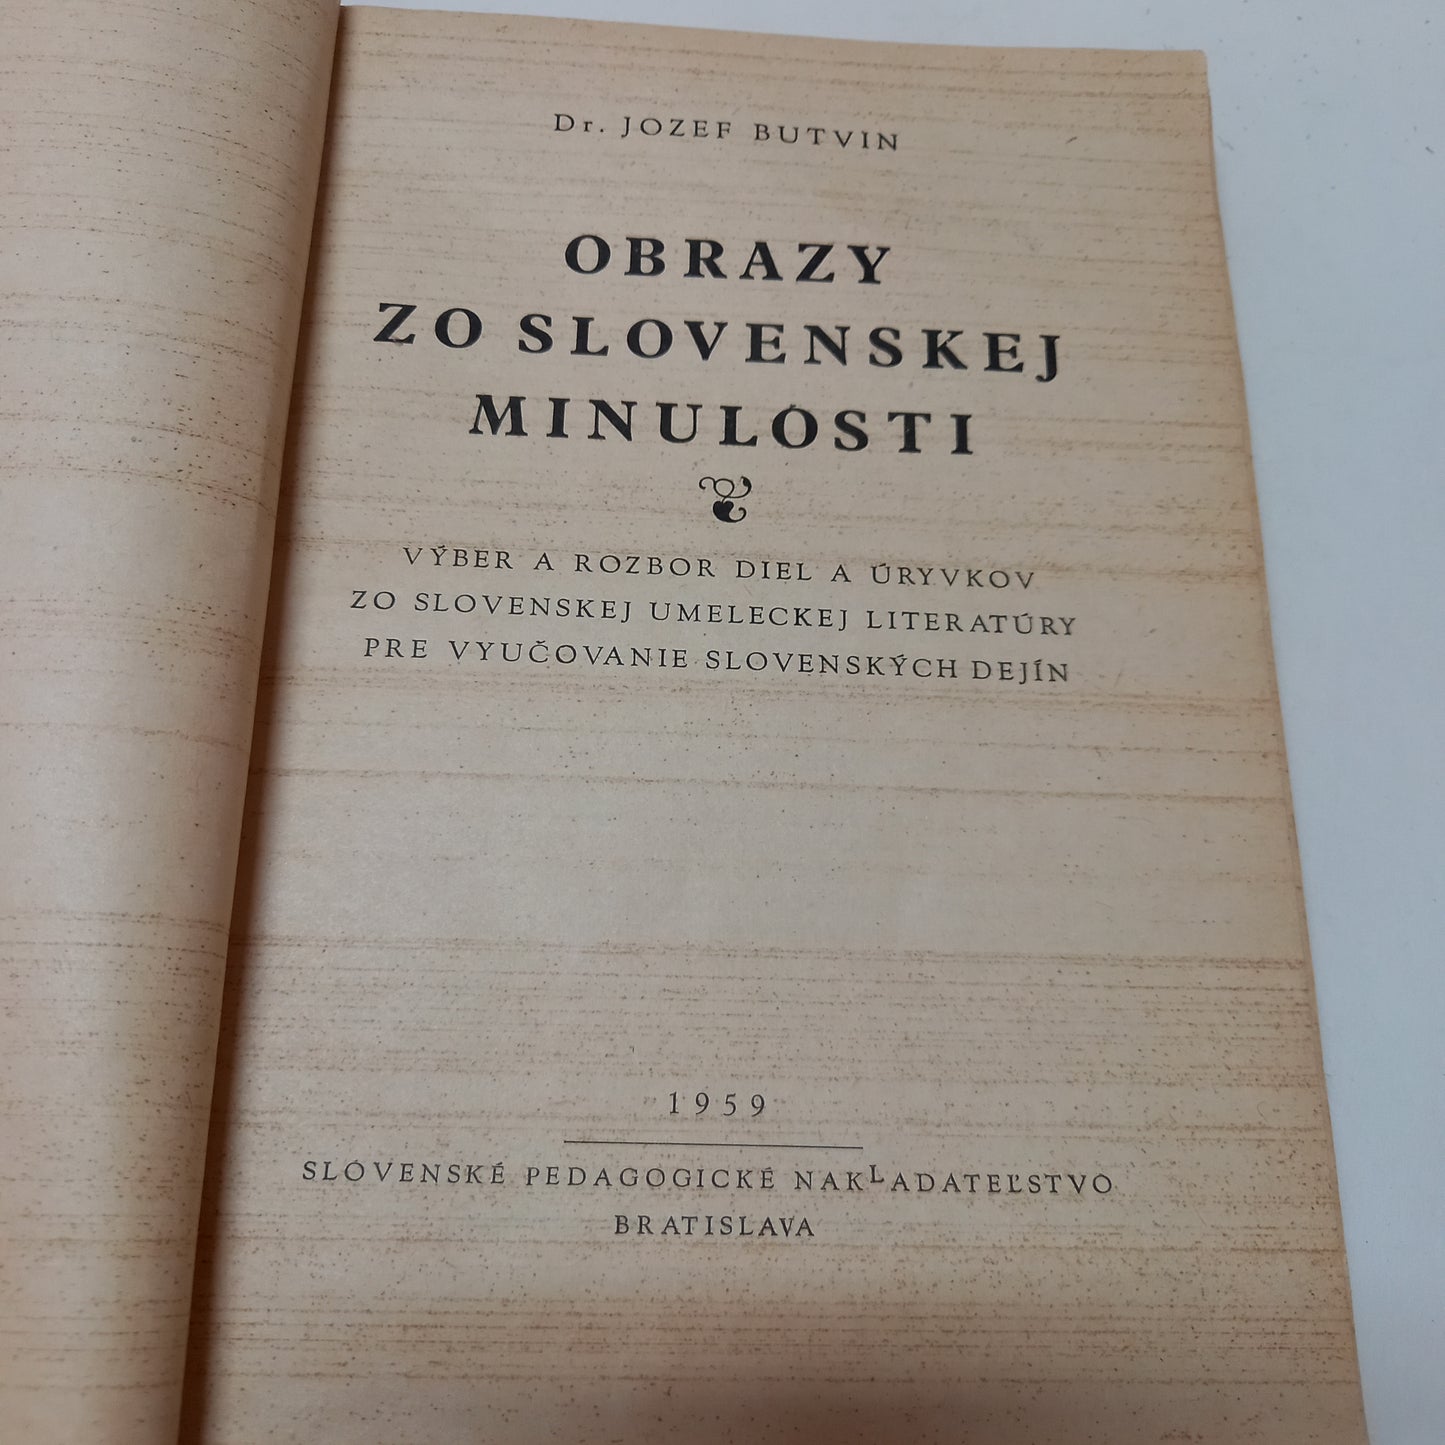 Dr. JOZEF BUTVIN
OBRAZY
ZO SLOVENSKEJ
MINULOSTI
VÝBER A ROZBOR DIEL A ÚRYVKOV
ZO SLOVENSKEJ UMELECKEJ LITERATÚRY
PRE VYUČOVANIE SLOVENSKÝCH DEJÍN
1959
SLOVENSKÉ PEDAGOGICKÉ NAKLADATEĽSTVO
BRATISLAVA